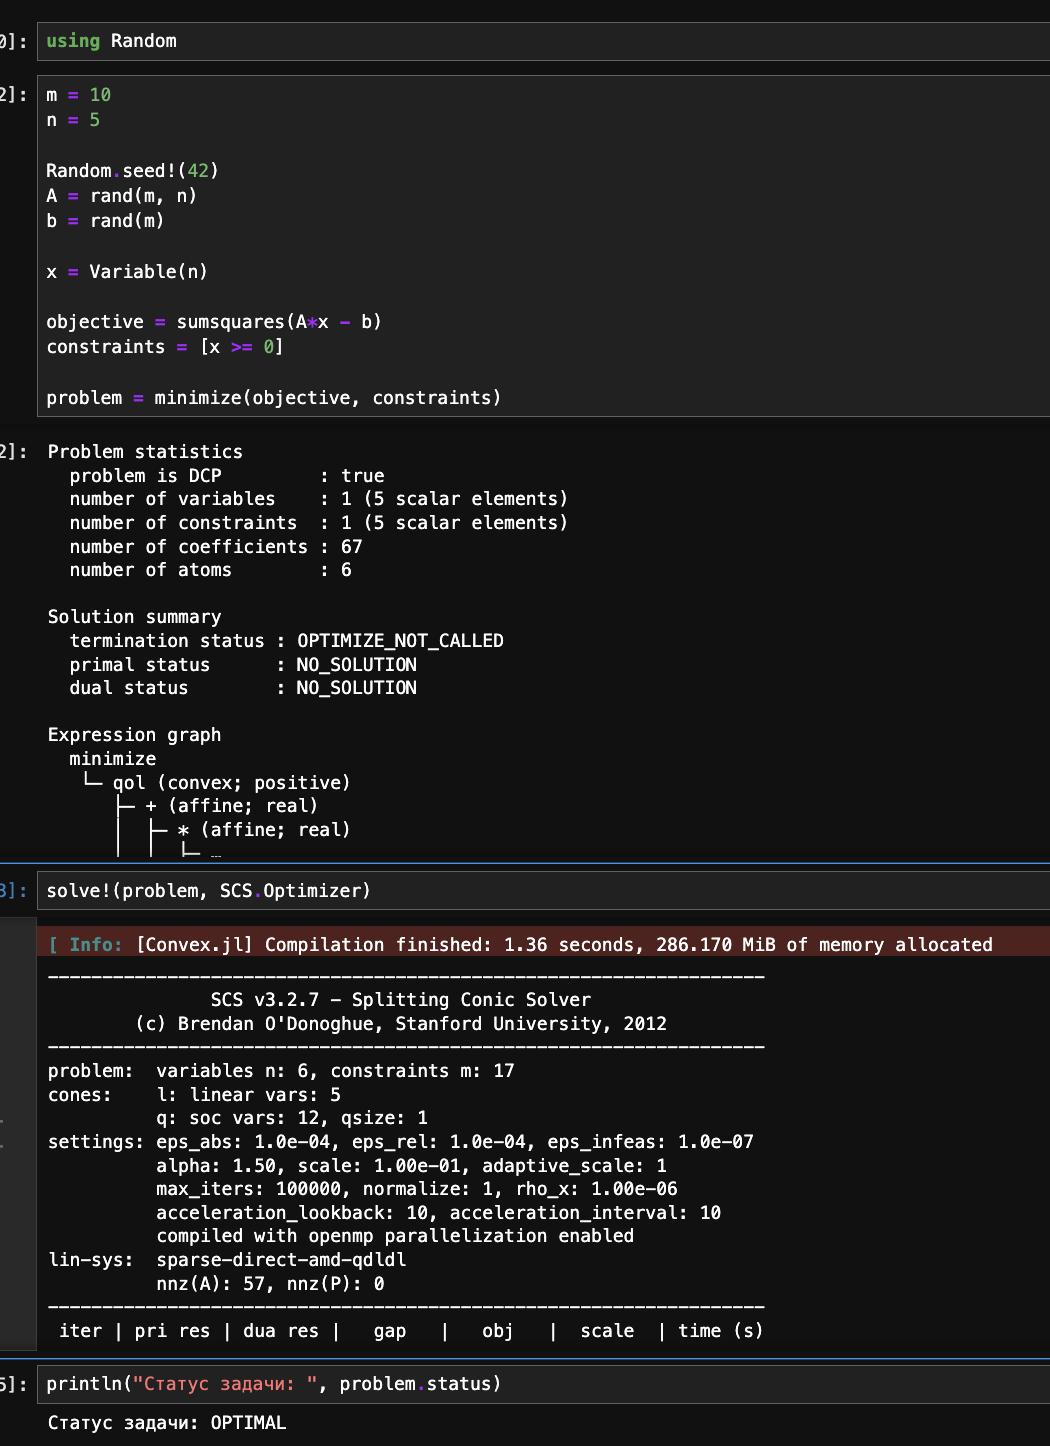 0]: using Random
2]: m = 10
n = 5
Random.seed!(42)
A = rand(m, n)
b = rand(m)
x = Variable(n)
objective = sumsquares(A*x - b)
constraints = [x >= 0]
problem = minimize(objective, constraints)
2]: Problem statistics
problem is DCP : true
number of variables : 1 (5 scalar elements)
number of constraints : 1 (5 scalar elements)
number of coefficients : 67
number of atoms : 6
Solution summary
termination status : OPTIMIZE_NOT_CALLED
primal status : NO_SOLUTION
dual status : NO_SOLUTION
Expression graph
minimize
└─ qol (convex; positive)
├─ + (affine; real)
│ ├─ * (affine; real)
│ │ ├─ …
3]: solve!(problem, SCS.Optimizer)
[ Info: [Convex.jl] Compilation finished: 1.36 seconds, 286.170 MiB of memory allocated
------------------------------------------------------------------
SCS v3.2.7 - Splitting Conic Solver
(c) Brendan O'Donoghue, Stanford University, 2012
------------------------------------------------------------------
problem: variables n: 6, constraints m: 17
cones: l: linear vars: 5
q: soc vars: 12, qsize: 1
settings: eps_abs: 1.0e-04, eps_rel: 1.0e-04, eps_infeas: 1.0e-07
alpha: 1.50, scale: 1.00e-01, adaptive_scale: 1
max_iters: 100000, normalize: 1, rho_x: 1.00e-06
acceleration_lookback: 10, acceleration_interval: 10
compiled with openmp parallelization enabled
lin-sys: sparse-direct-amd-qdldl
nnz(A): 57, nnz(P): 0
------------------------------------------------------------------
iter | pri res | dua res | gap | obj | scale | time (s)
5]: println("Статус задачи: ", problem.status)
Статус задачи: OPTIMAL